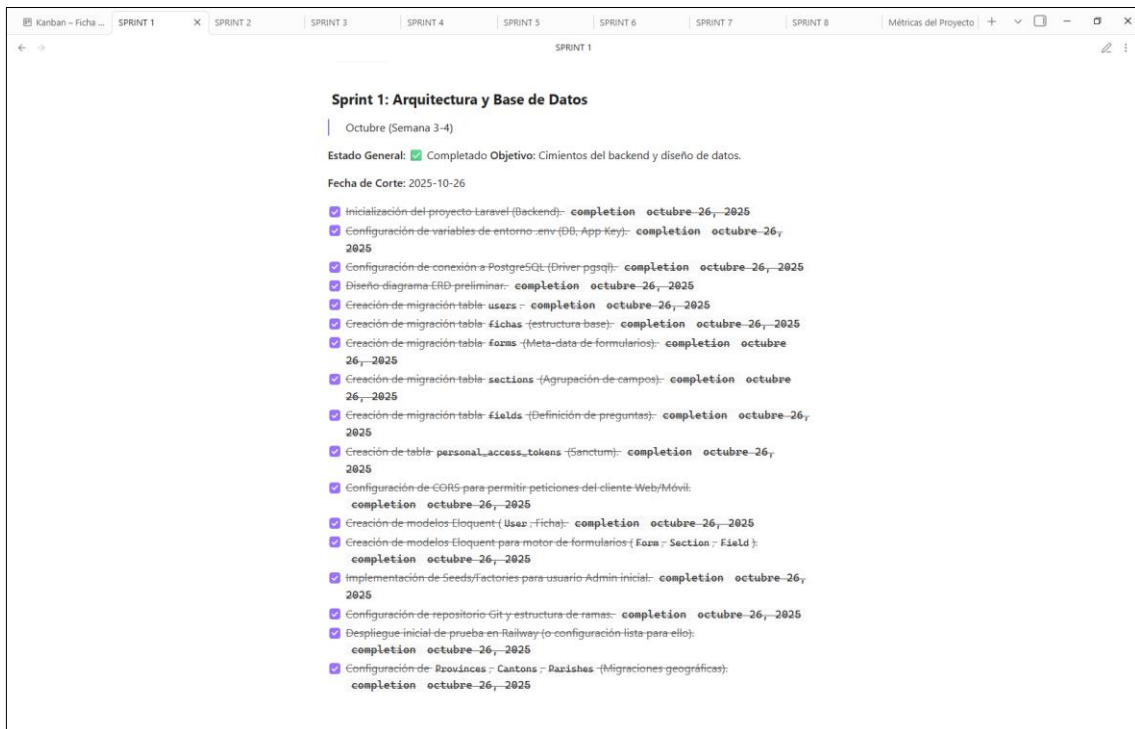 Kanban – Ficha ... SPRINT 1 SPRINT 2 SPRINT 3 SPRINT 4 SPRINT 5 SPRINT 6 SPRINT 7 SPRINT 8 Métricas del Proyecto
SPRINT 1
Sprint 1: Arquitectura y Base de Datos
Octubre (Semana 3-4)
Estado General: ✅ Completado Objetivo: Cimientos del backend y diseño de datos.
Fecha de Corte: 2025-10-26
Inicialización del proyecto Laravel (Backend). completion octubre 26, 2025
Configuración de variables de entorno .env (DB, App Key). completion octubre 26,
2025
Configuración de conexión a PostgreSQL (Driver pgsql). completion octubre 26, 2025
Diseño diagrama ERD preliminar. completion octubre 26, 2025
Creación de migración tabla users. completion octubre 26, 2025
Creación de migración tabla fichas (estructura base). completion octubre 26, 2025
Creación de migración tabla forms (Meta-data de formularios). completion octubre
26, 2025
Creación de migración tabla sections (Agrupación de campos). completion octubre
26, 2025
Creación de migración tabla fields (Definición de preguntas). completion octubre 26,
2025
Creación de tabla personal_access_tokens (Sanctum). completion octubre 26,
2025
Configuración de CORS para permitir peticiones del cliente Web/Móvil.
completion octubre 26, 2025
Creación de modelos Eloquent ( User , Ficha). completion octubre 26, 2025
Creación de modelos Eloquent para motor de formularios ( Form , Section , Field ).
completion octubre 26, 2025
Implementación de Seeds/Factories para usuario Admin inicial. completion octubre 26,
2025
Configuración de repositorio Git y estructura de ramas. completion octubre 26, 2025
Despliegue inicial de prueba en Railway (o configuración lista para ello).
completion octubre 26, 2025
Configuración de Provinces , Cantons , Parishes (Migraciones geográficas).
completion octubre 26, 2025